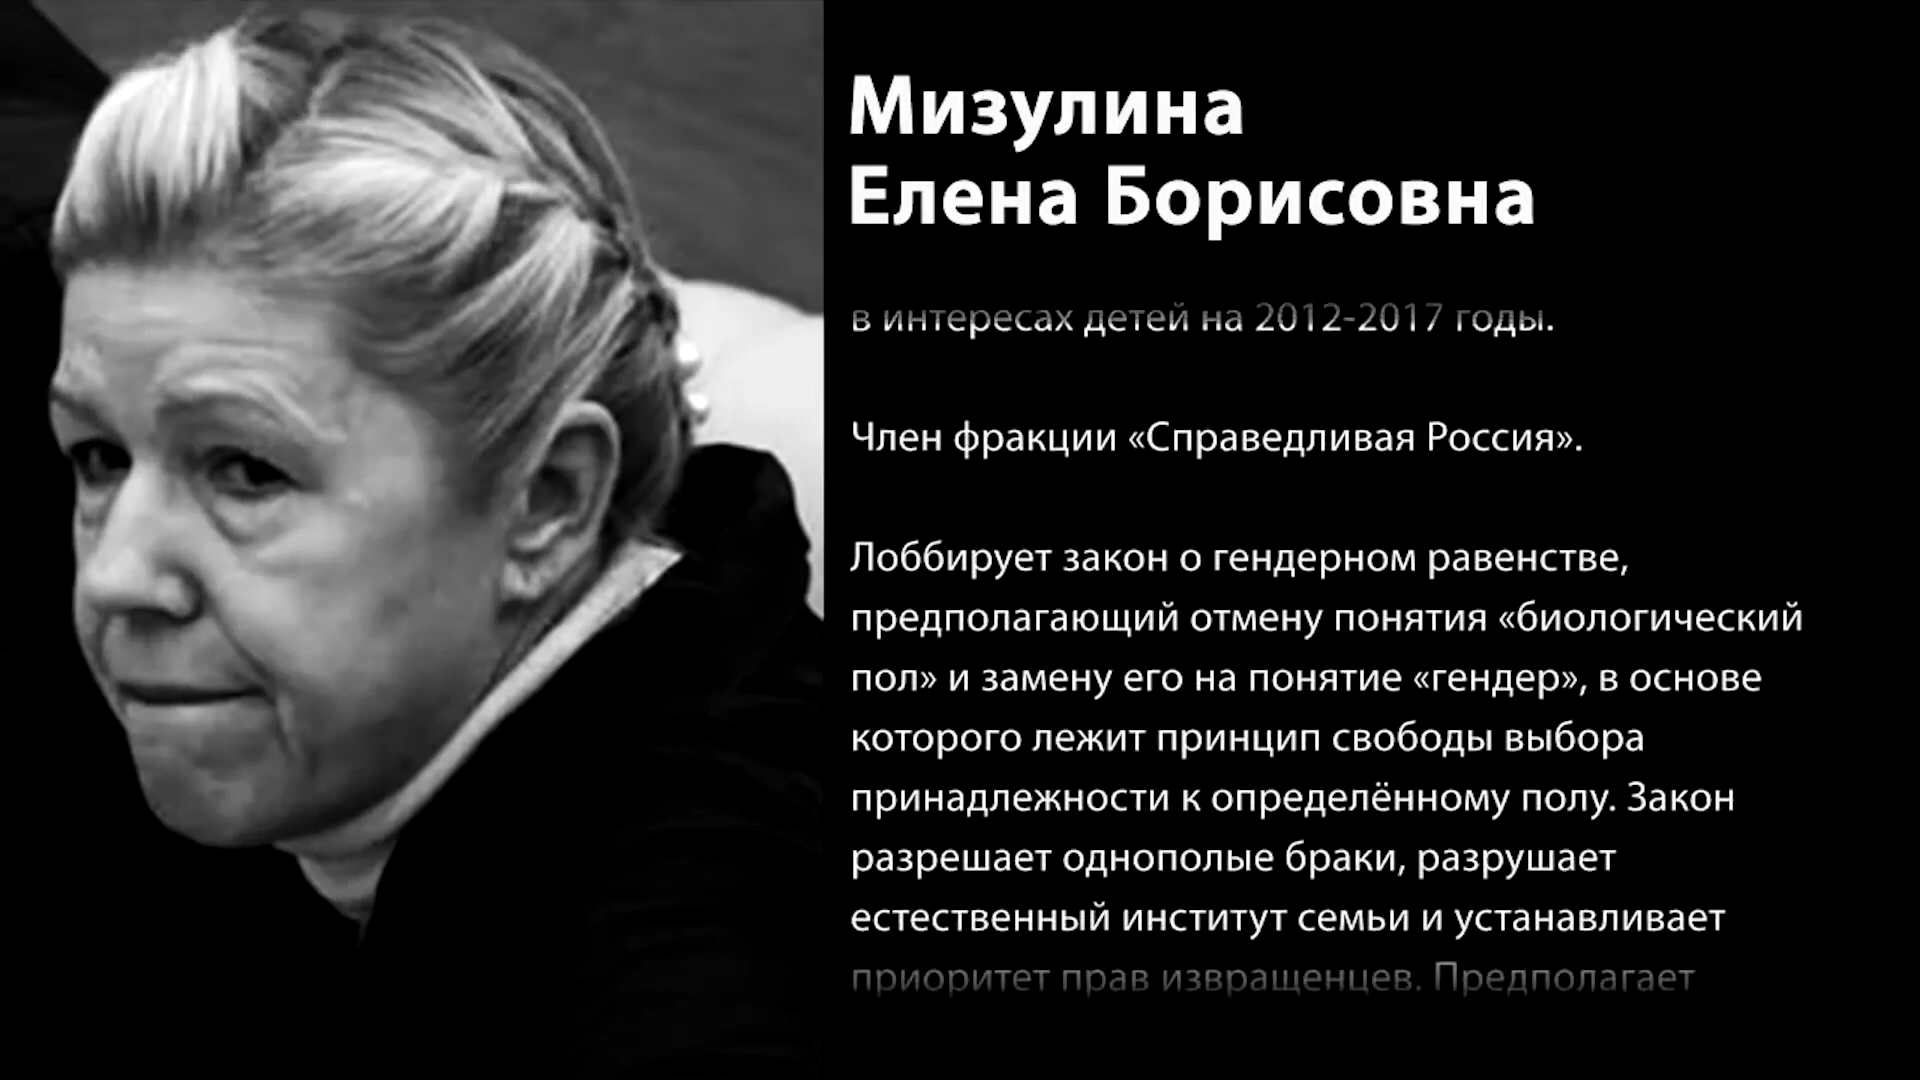 Мизулина
Елена Борисовна
в интересах детей на 2012-2017 годы.
Член фракции «Справедливая Россия».
Лоббирует закон о гендерном равенстве,
предполагающий отмену понятия «биологический
пол» и замену его на понятие «гендер», в основе
которого лежит принцип свободы выбора
принадлежности к определённому полу. Закон
разрешает однополые браки, разрушает
естественный институт семьи и устанавливает
приоритет прав извращенцев. Предполагает